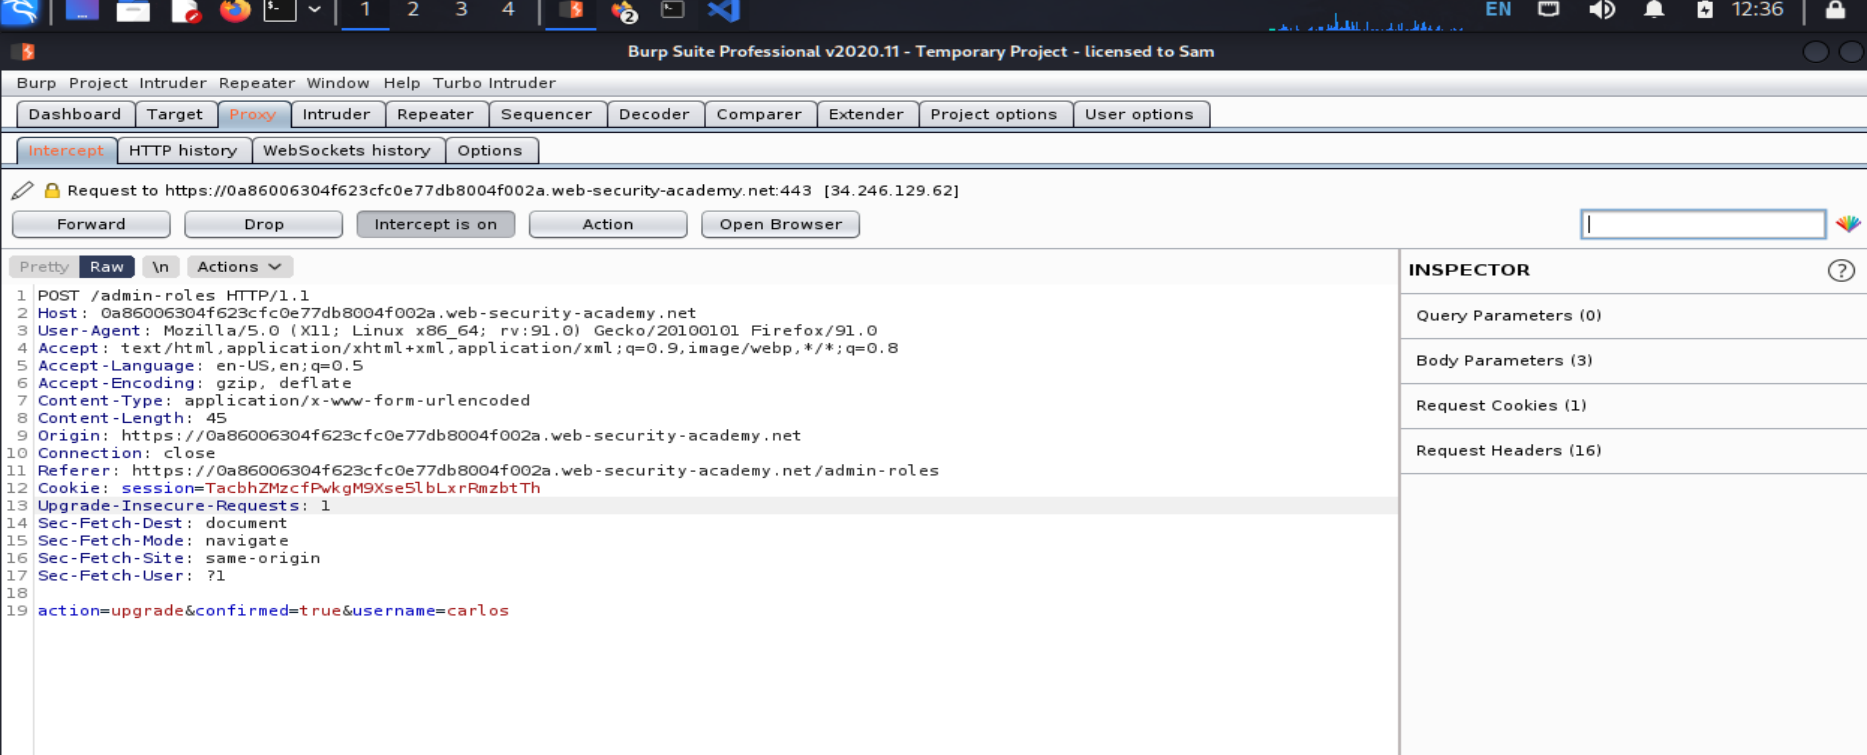 1 2 3 4 2 EN 12:36
Burp Suite Professional v2020.11 - Temporary Project - licensed to Sam
Burp Project Intruder Repeater Window Help Turbo Intruder
Dashboard Target Proxy Intruder Repeater Sequencer Decoder Comparer Extender Project options User options
Intercept HTTP history WebSockets history Options
Request to https://0a86006304f623cfc0e77db8004f002a.web-security-academy.net:443 [34.246.129.62]
Forward Drop Intercept is on Action Open Browser
Pretty Raw \n Actions
1 POST /admin-roles HTTP/1.1
2 Host: 0a86006304f623cfc0e77db8004f002a.web-security-academy.net
3 User-Agent: Mozilla/5.0 (X11; Linux x86_64; rv:91.0) Gecko/20100101 Firefox/91.0
4 Accept: text/html,application/xhtml+xml,application/xml;q=0.9,image/webp,*/*;q=0.8
5 Accept-Language: en-US,en;q=0.5
6 Accept-Encoding: gzip, deflate
7 Content-Type: application/x-www-form-urlencoded
8 Content-Length: 45
9 Origin: https://0a86006304f623cfc0e77db8004f002a.web-security-academy.net
10 Connection: close
11 Referer: https://0a86006304f623cfc0e77db8004f002a.web-security-academy.net/admin-roles
12 Cookie: session=TacbhZMzcfPwkgM9Xse5lbLxrRmzbtTh
13 Upgrade-Insecure-Requests: 1
14 Sec-Fetch-Dest: document
15 Sec-Fetch-Mode: navigate
16 Sec-Fetch-Site: same-origin
17 Sec-Fetch-User: ?1
18
19 action=upgrade&confirmed=true&username=carlos
INSPECTOR ?
Query Parameters (0)
Body Parameters (3)
Request Cookies (1)
Request Headers (16)